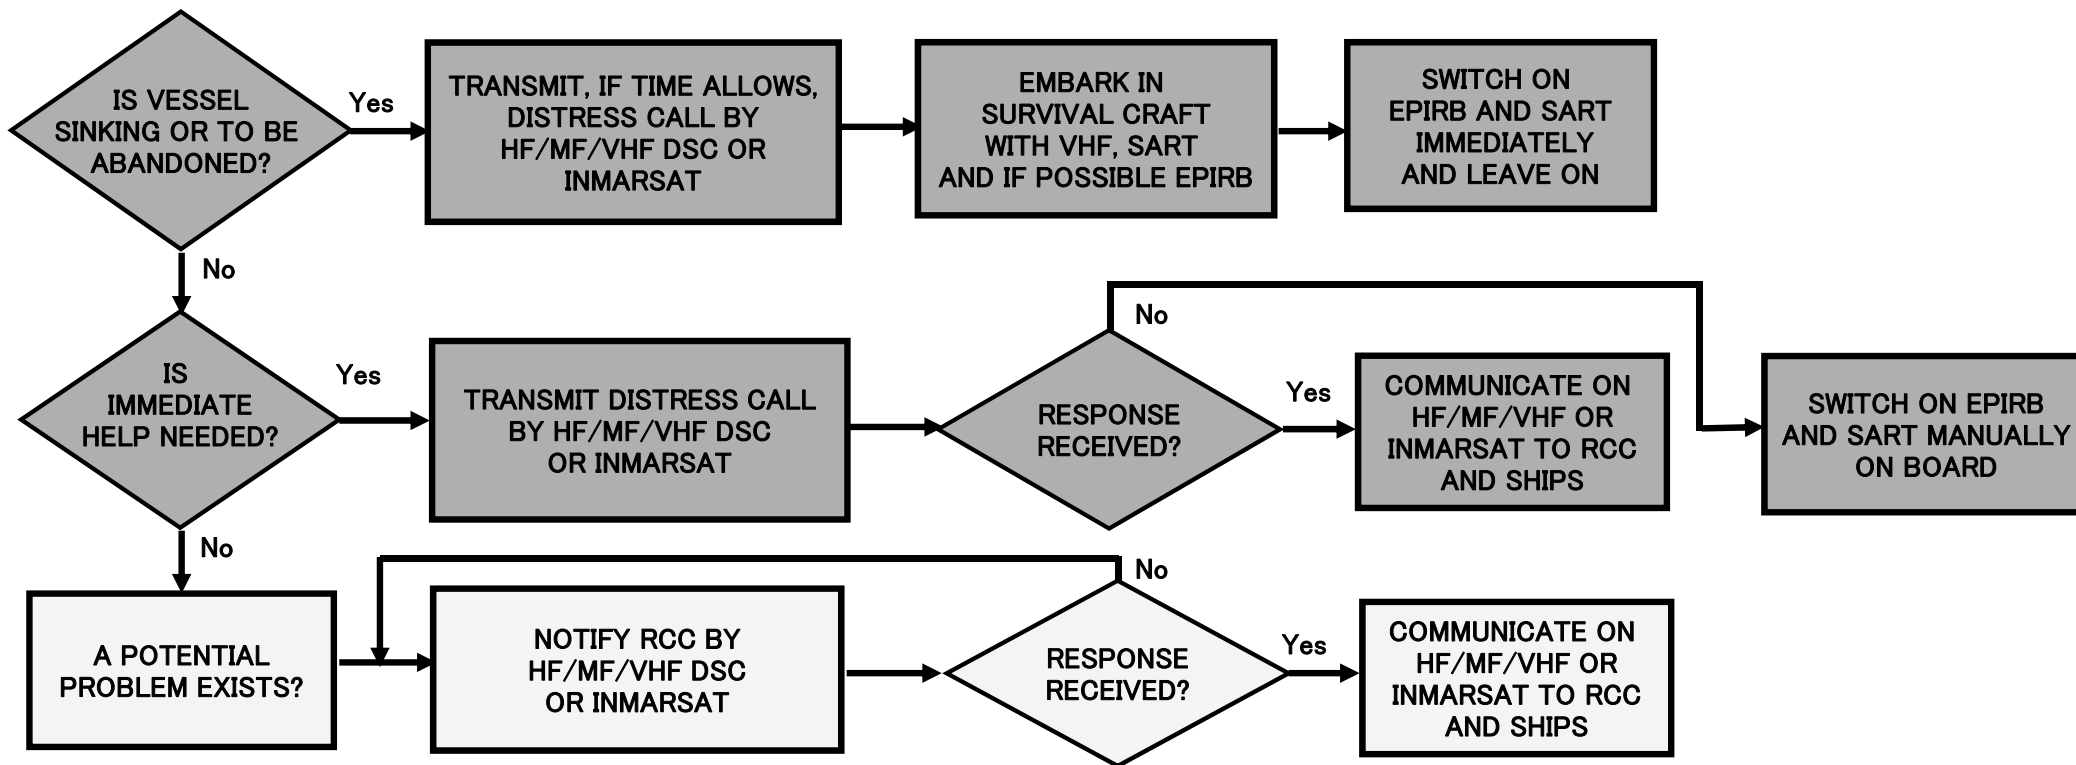 IS VESSEL
SINKING OR TO BE
ABANDONED?
Yes
TRANSMIT, IF TIME ALLOWS,
DISTRESS CALL BY
HF/MF/VHF DSC OR
INMARSAT
EMBARK IN
SURVIVAL CRAFT
WITH VHF, SART
AND IF POSSIBLE EPIRB
SWITCH ON
EPIRB AND SART
IMMEDIATELY
AND LEAVE ON
No
IS
IMMEDIATE
HELP NEEDED?
Yes
TRANSMIT DISTRESS CALL
BY HF/MF/VHF DSC
OR INMARSAT
RESPONSE
RECEIVED?
No
Yes
COMMUNICATE ON
HF/MF/VHF OR
INMARSAT TO RCC
AND SHIPS
SWITCH ON EPIRB
AND SART MANUALLY
ON BOARD
No
A POTENTIAL
PROBLEM EXISTS?
NOTIFY RCC BY
HF/MF/VHF DSC
OR INMARSAT
RESPONSE
RECEIVED?
No
Yes
COMMUNICATE ON
HF/MF/VHF OR
INMARSAT TO RCC
AND SHIPS